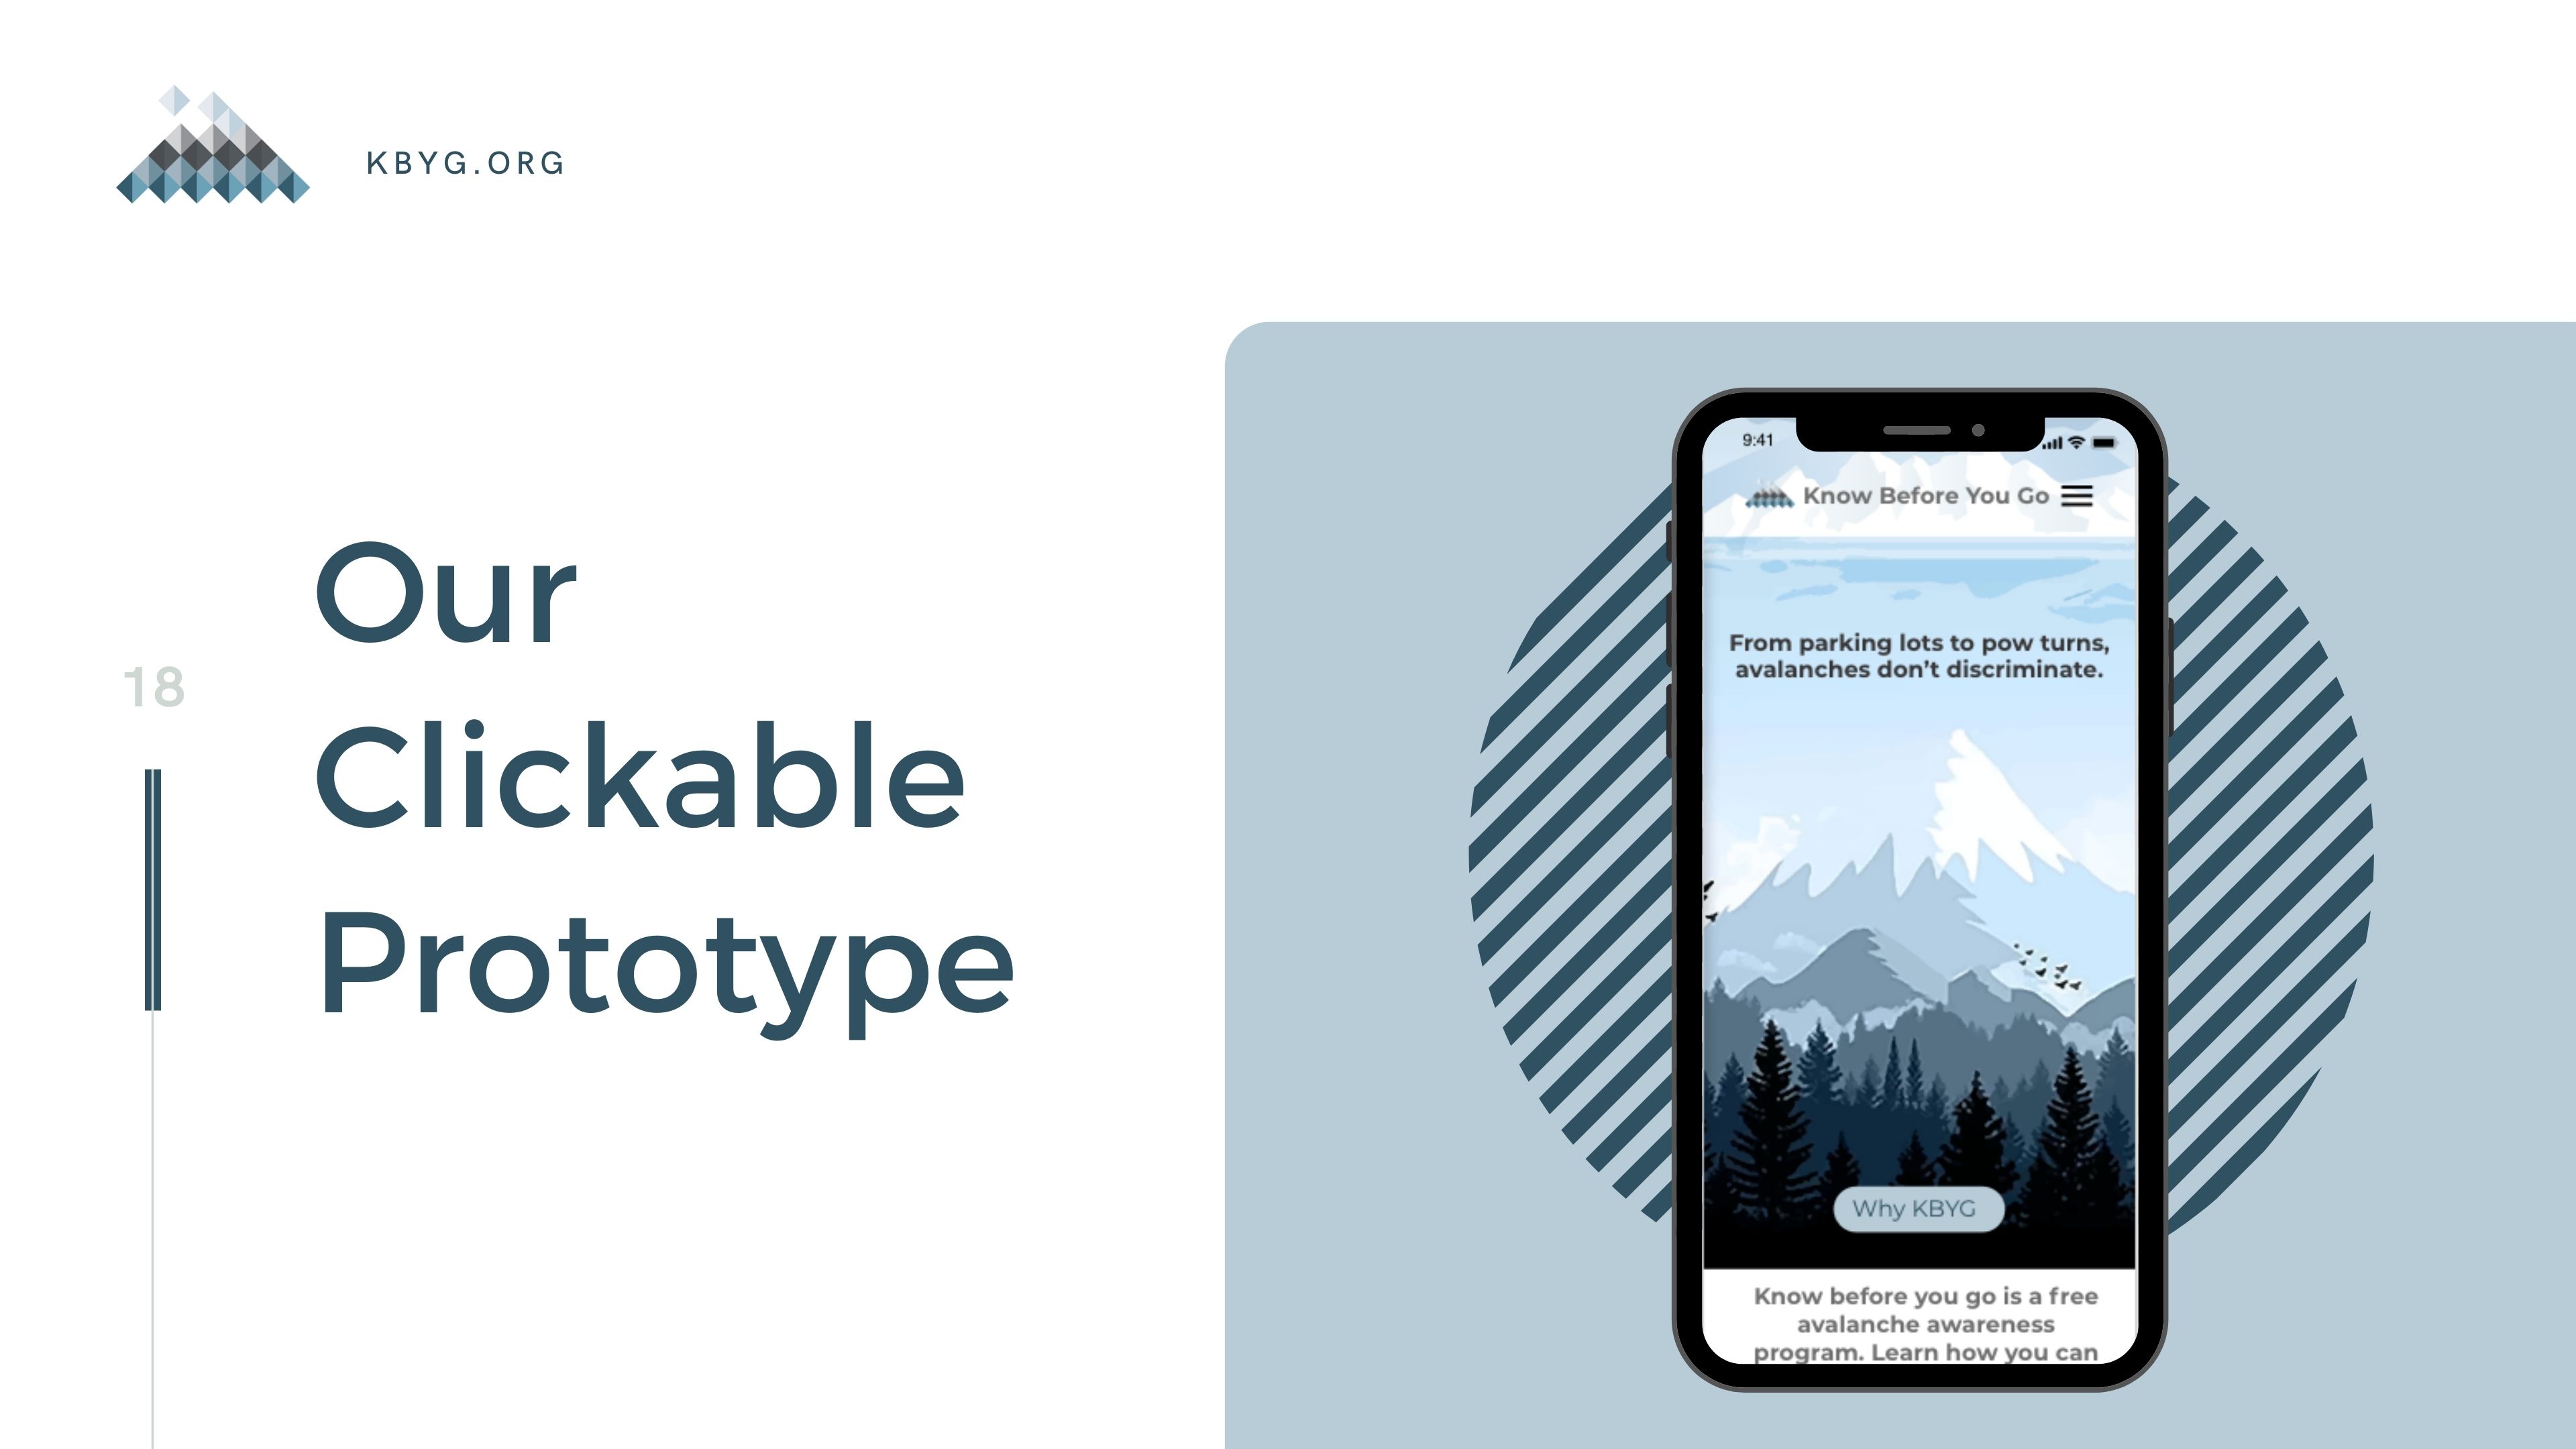 KBYG.ORG
18
Our
Clickable
Prototype
9:41
Know Before You Go
From parking lots to pow turns,
avalanches don’t discriminate.
Why KBYG
Know before you go is a free
avalanche awareness
program. Learn how you can